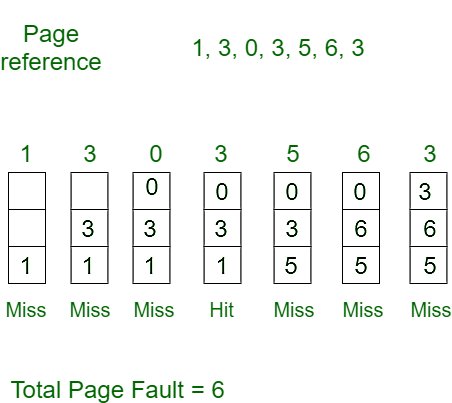 Page
reference
1, 3, 0, 3, 5, 6, 3
1 3 0 3 5 6 3
0 0 0 0 3
3 3 3 3 6 6
1 1 1 1 5 5 5
Miss Miss Miss Hit Miss Miss Miss
Total Page Fault = 6